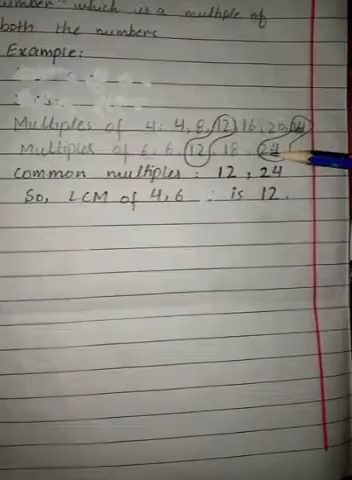 number which is a multiple of
both the numbers
Example:
Multiples of 4: 4, 8, 12, 16, 20, 24
Multiples of 6: 6, 12, 18, 24
common multiples: 12, 24
So, LCM of 4,6 : is 12.